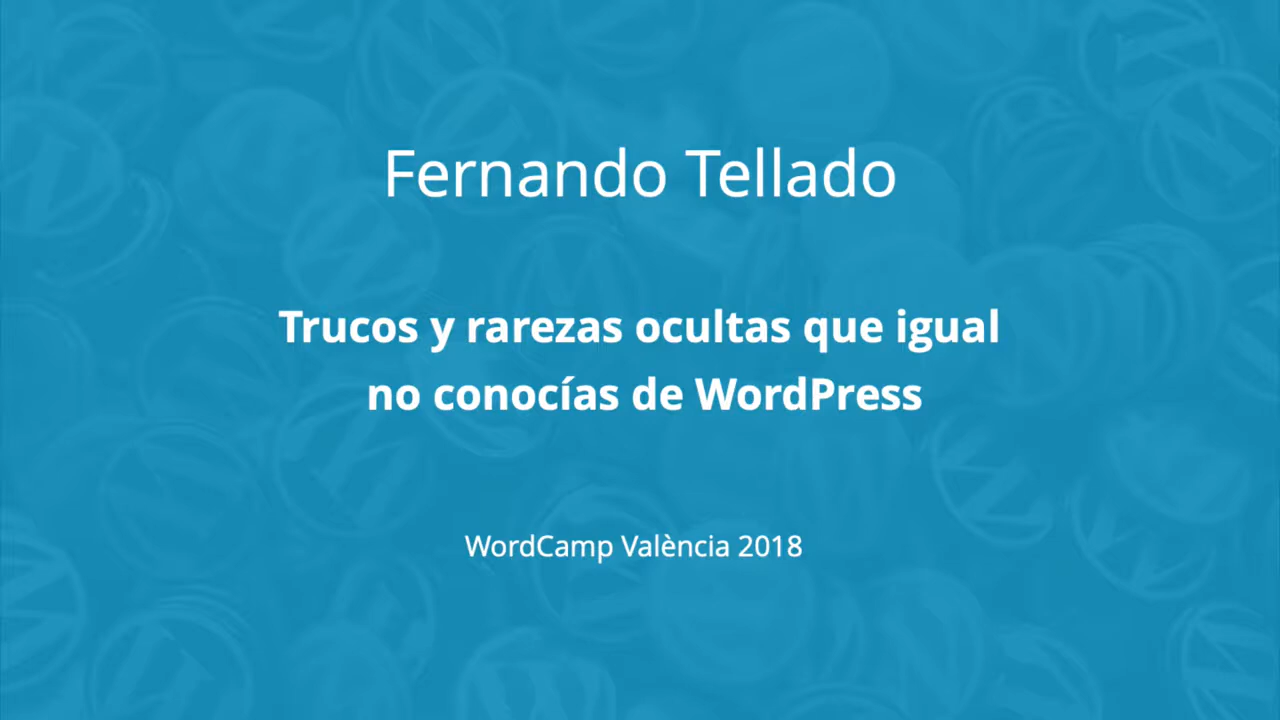 Fernando Tellado
Trucos y rarezas ocultas que igual
no conocías de WordPress
WordCamp València 2018